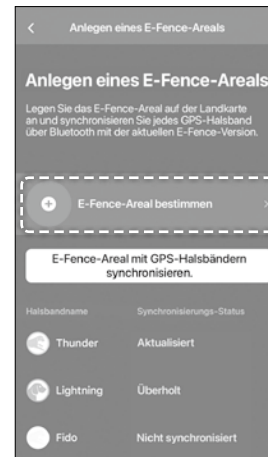 Anlegen eines E-Fence-Areals
Anlegen eines E-Fence-Areals
Legen Sie das E-Fence-Areal auf der Landkarte
an und synchronisieren Sie jedes GPS-Halsband
über Bluetooth mit der aktuellen E-Fence-Version.
E-Fence-Areal bestimmen
E-Fence-Areal mit GPS-Halsbändern
synchronisieren.
Halsbandname Synchronisierungs-Status
Thunder Aktualisiert
Lightning Überholt
Fido Nicht synchronisiert